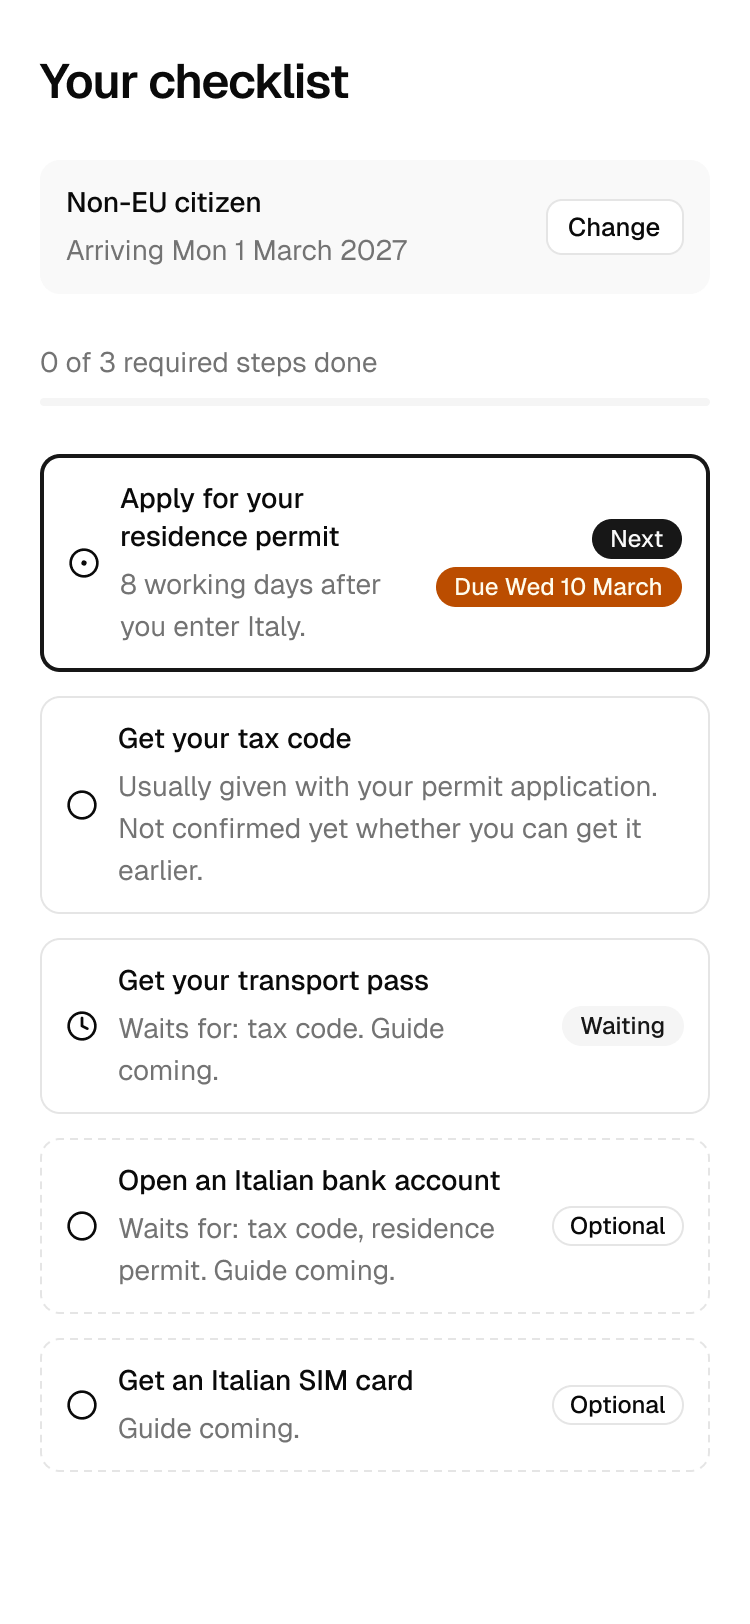 Your checklist
Non-EU citizen
Arriving Mon 1 March 2027
Change
0 of 3 required steps done
Apply for your
residence permit
8 working days after
you enter Italy.
Next
Due Wed 10 March
Get your tax code
Usually given with your permit application.
Not confirmed yet whether you can get it
earlier.
Get your transport pass
Waits for: tax code. Guide
coming.
Waiting
Open an Italian bank account
Waits for: tax code, residence
permit. Guide coming.
Optional
Get an Italian SIM card
Guide coming.
Optional